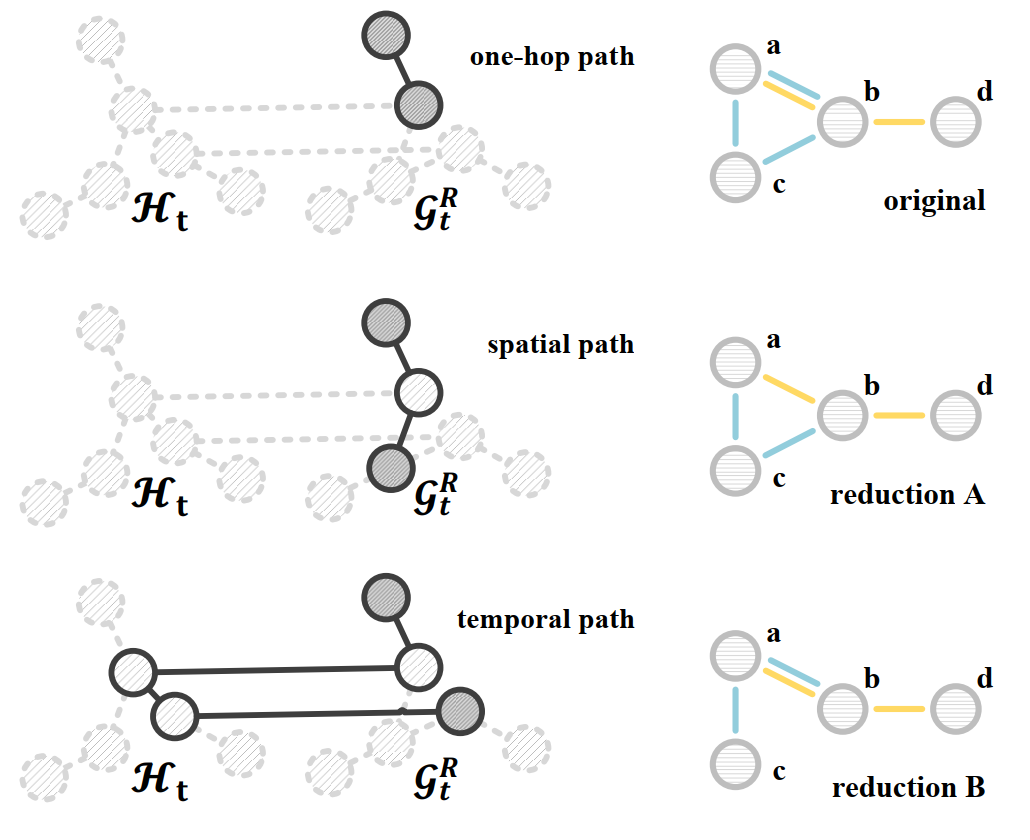 one-hop path
a
b
d
c
original
ℋt
𝒢tᴿ
spatial path
a
b
d
c
reduction A
ℋt
𝒢tᴿ
temporal path
a
b
d
c
reduction B
ℋt
𝒢tᴿ